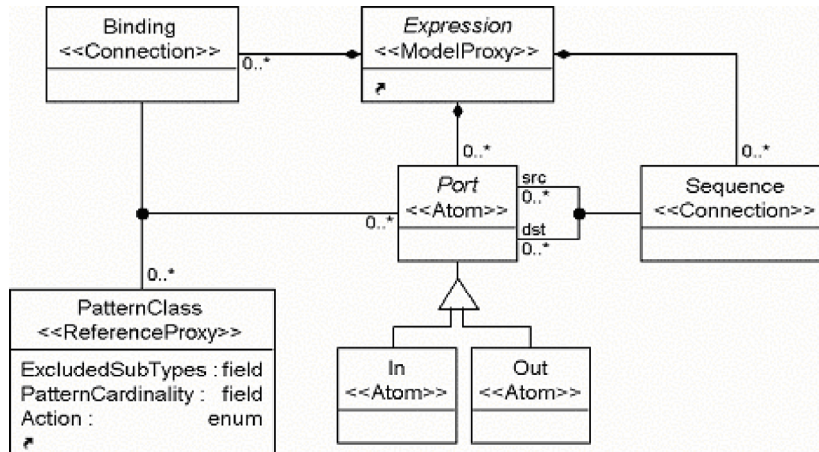 Binding
<<Connection>>
0..*
Expression
<<ModelProxy>>
0..*
0..*
Port
<<Atom>>
0..*
src
0..*
dst
0..*
Sequence
<<Connection>>
0..*
PatternClass
<<ReferenceProxy>>
ExcludedSubTypes : field
PatternCardinality : field
Action : enum
In
<<Atom>>
Out
<<Atom>>